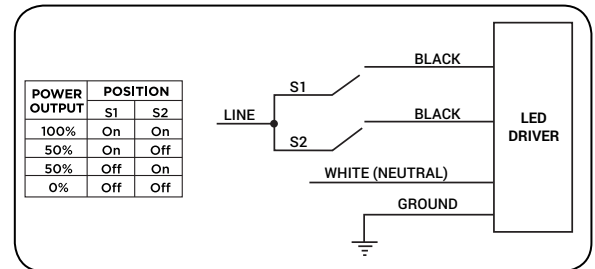 POWER OUTPUT POSITION
S1 S2
100% On On
50% On Off
50% Off On
0% Off Off
LINE
S1
S2
BLACK
BLACK
WHITE (NEUTRAL)
GROUND
LED
DRIVER